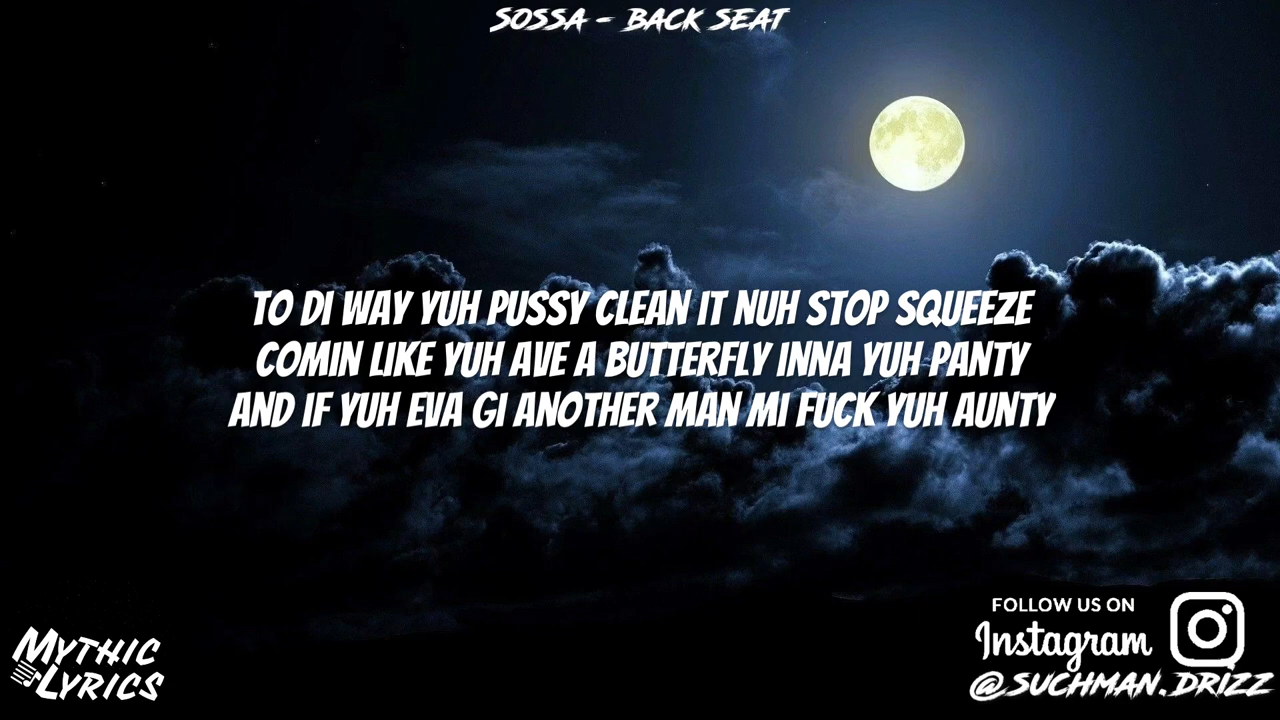 SOSSA - BACK SEAT
TO DI WAY YUH PUSSY CLEAN IT NUH STOP SQUEEZE
COMIN LIKE YUH AVE A BUTTERFLY INNA YUH PANTY
AND IF YUH EVA GI ANOTHER MAN MI FUCK YUH AUNTY
FOLLOW US ON
Instagram
@SUCHMAN.DRIZZ
MYTHIC
LYRICS